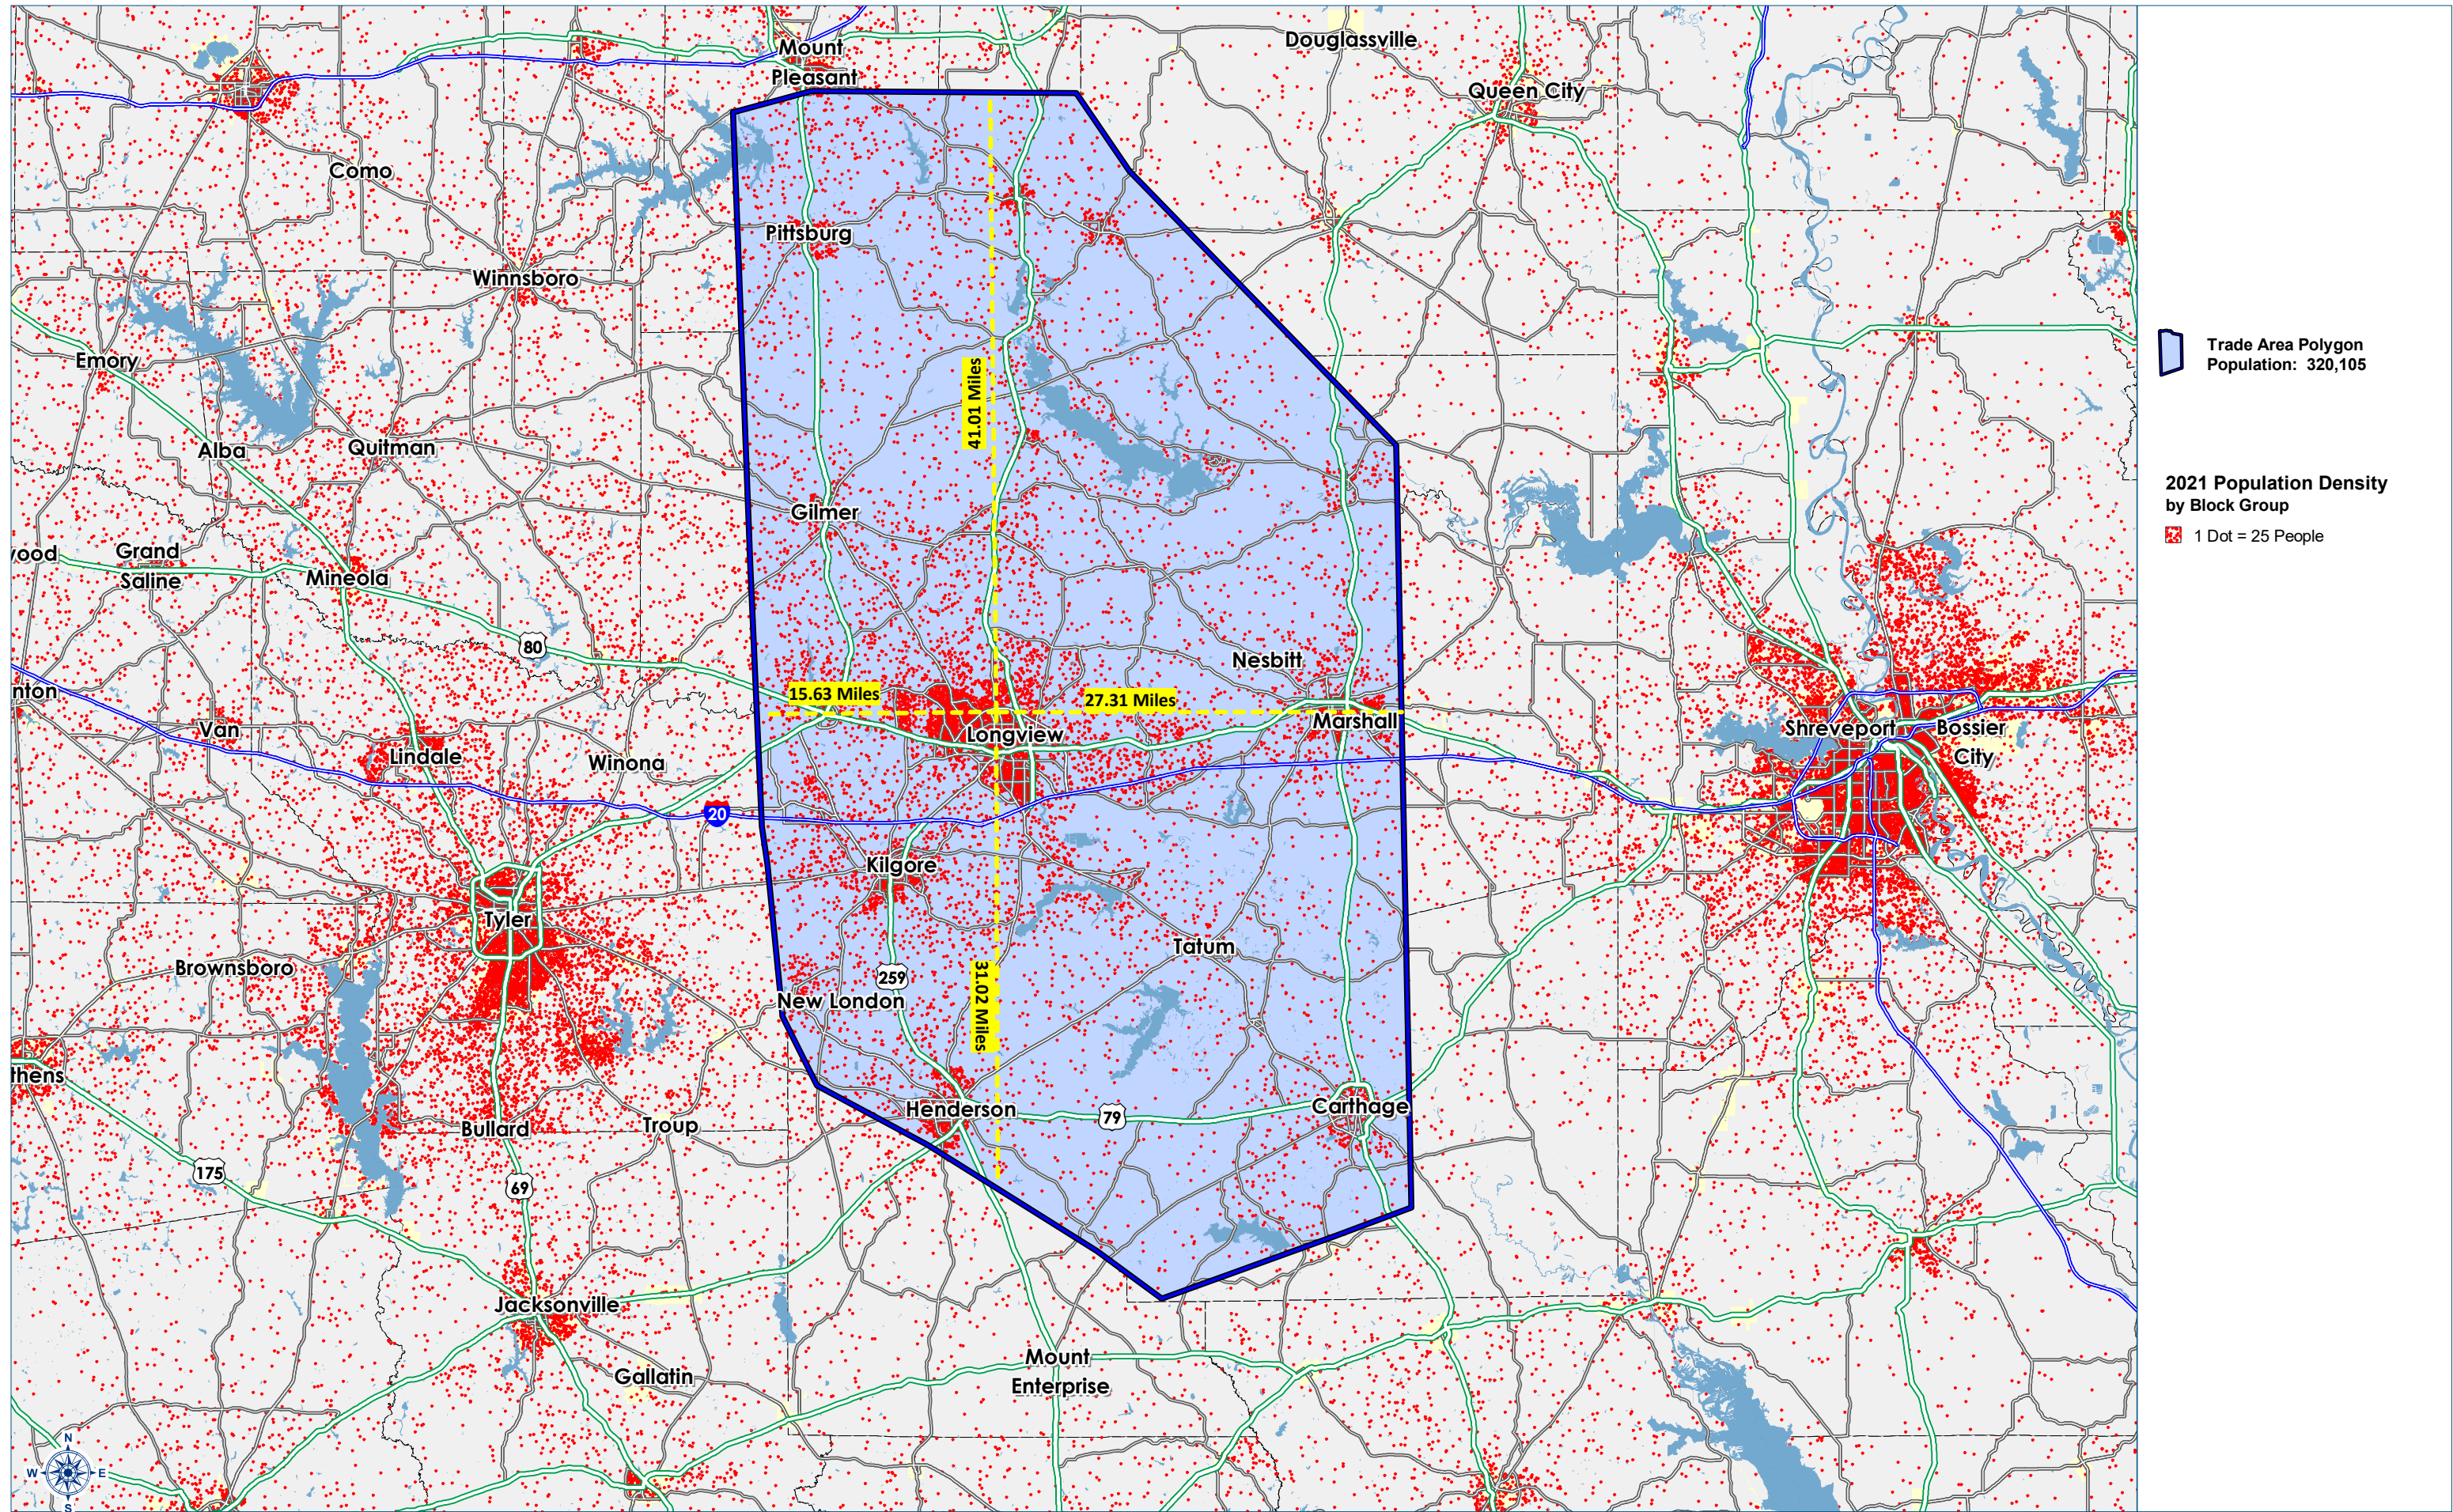 Mount
Pleasant
Douglassville
Queen City
Como
Pittsburg
Winnsboro
Emory
41.01 Miles
Alba
Quitman
Gilmer
Grand
Saline
ood
Mineola
80
Nesbitt
nton
15.63 Miles
27.31 Miles
Van
Lindale
Winona
Longview
Marshall
Shreveport
Bossier
City
20
Kilgore
Tyler
Tatum
Brownsboro
259
New London
31.02 Miles
thens
Henderson
79
Carthage
Bullard
Troup
175
69
Jacksonville
Mount
Enterprise
Gallatin
N
W
E
S
Trade Area Polygon
Population: 320,105
2021 Population Density
by Block Group
1 Dot = 25 People